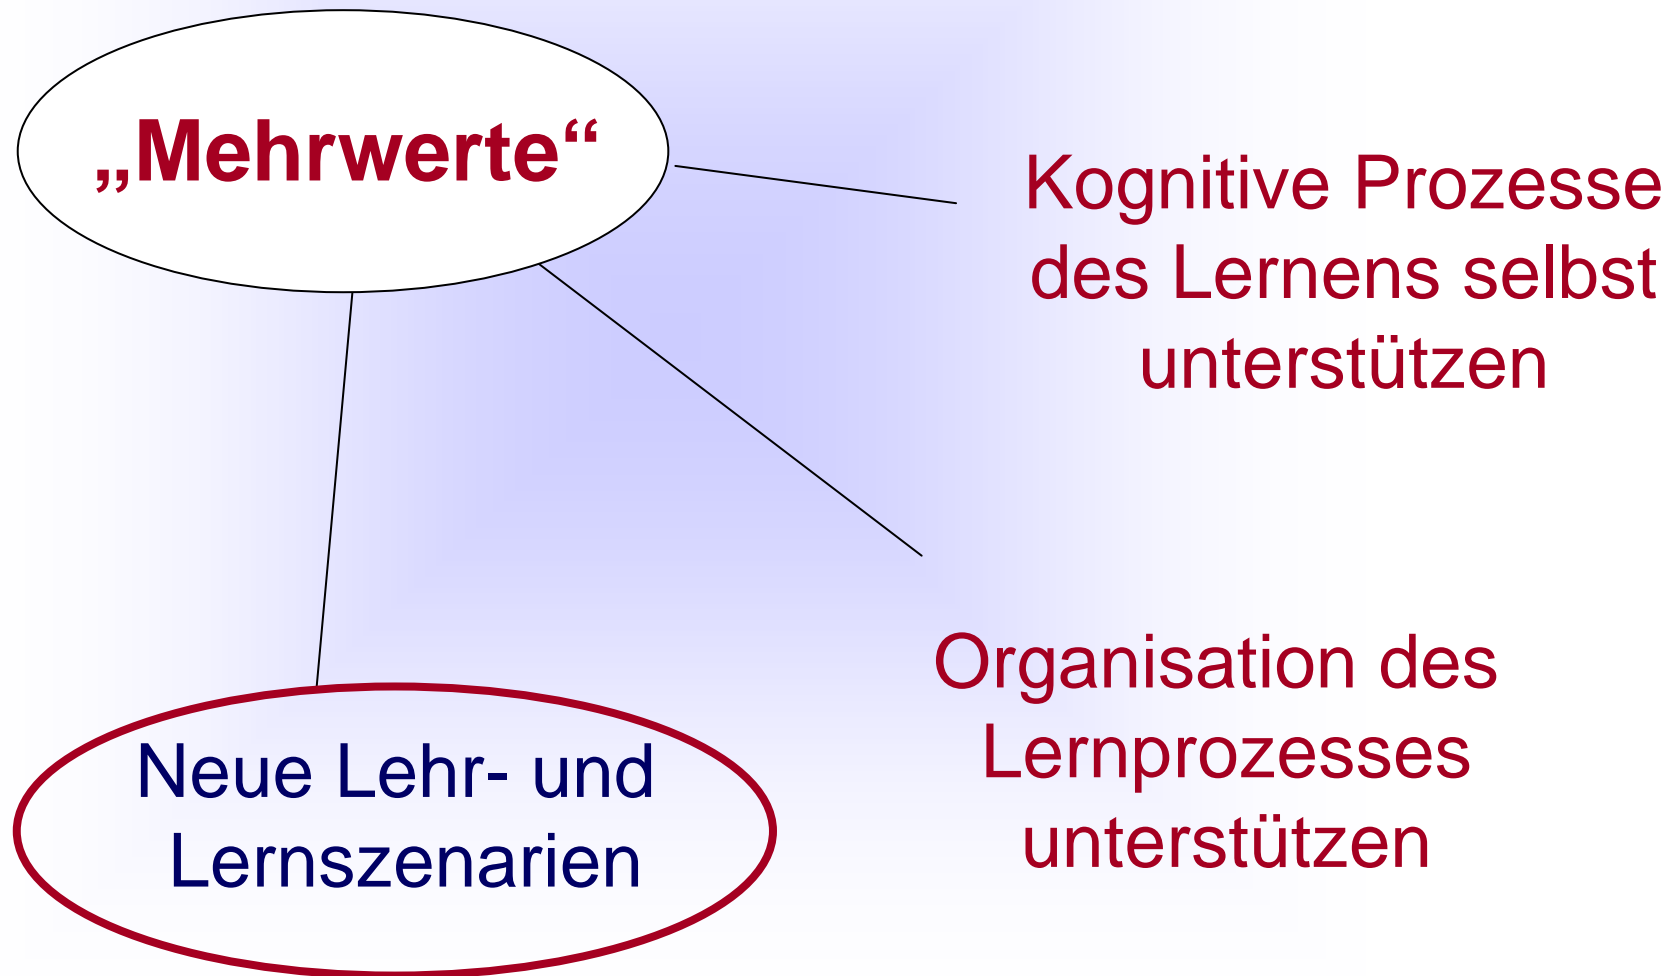 „Mehrwerte“
Kognitive Prozesse
des Lernens selbst
unterstützen
Organisation des
Lernprozesses
unterstützen
Neue Lehr- und
Lernszenarien